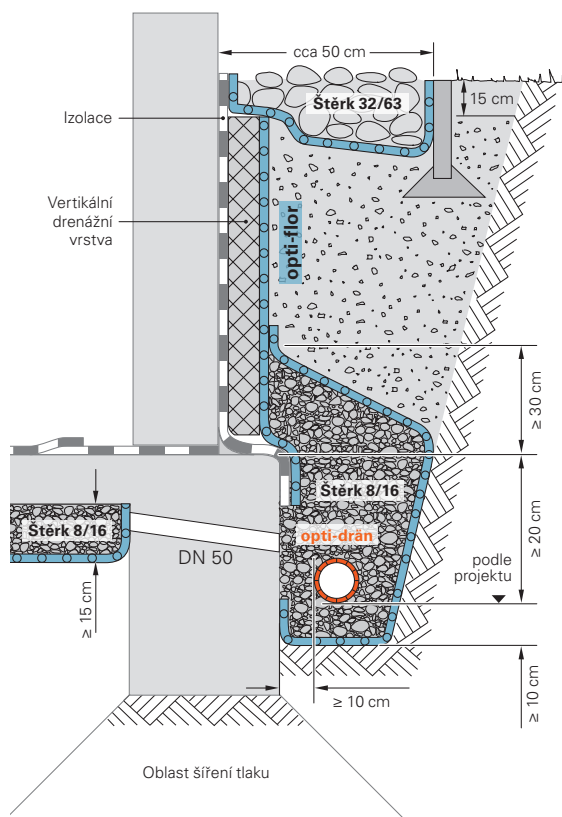 cca 50 cm
Štěrk 32/63
15 cm
Izolace
Vertikální
drenážní
vrstva
opti-flor
≥ 30 cm
Štěrk 8/16
Štěrk 8/16
opti-drän
≥ 20 cm
DN 50
podle
projektu
≥ 15 cm
≥ 10 cm
≥ 10 cm
Oblast šíření tlaku